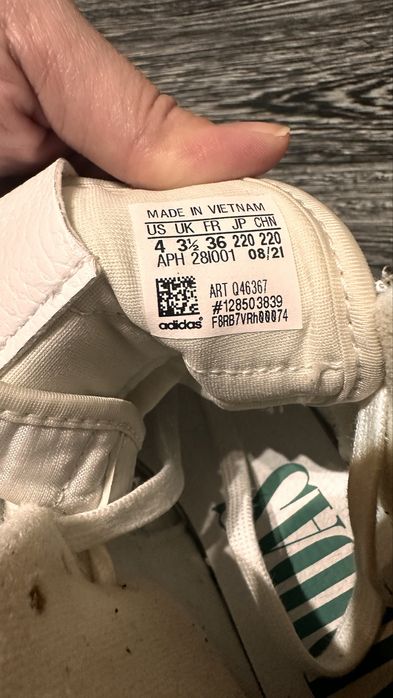 MADE IN VIETNAM
US UK FR JP CHN
4 3½ 36 220 220
APH 281001 08/21
ART Q46367
#128503839
adidas® F8RB7VRh00074